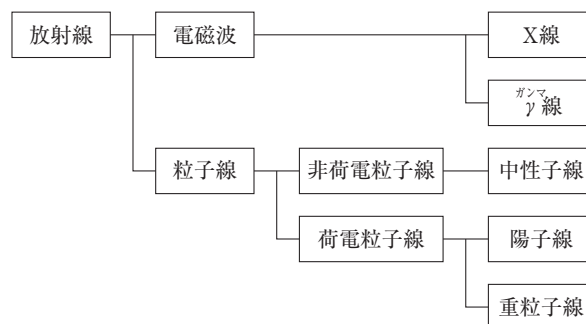 放射線 電磁波 X線
ガンマ
γ線
粒子線 非荷電粒子線 中性子線
荷電粒子線 陽子線
重粒子線